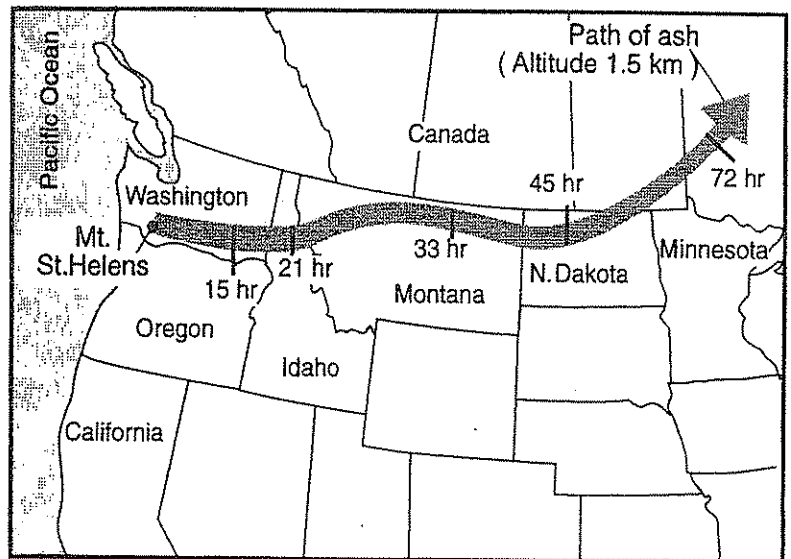 Path of ash
( Altitude 1.5 km )
Pacific Ocean
Canada
45 hr
72 hr
Washington
Mt.
St.Helens
33 hr
Minnesota
21 hr
N.Dakota
15 hr
Montana
Oregon
Idaho
California